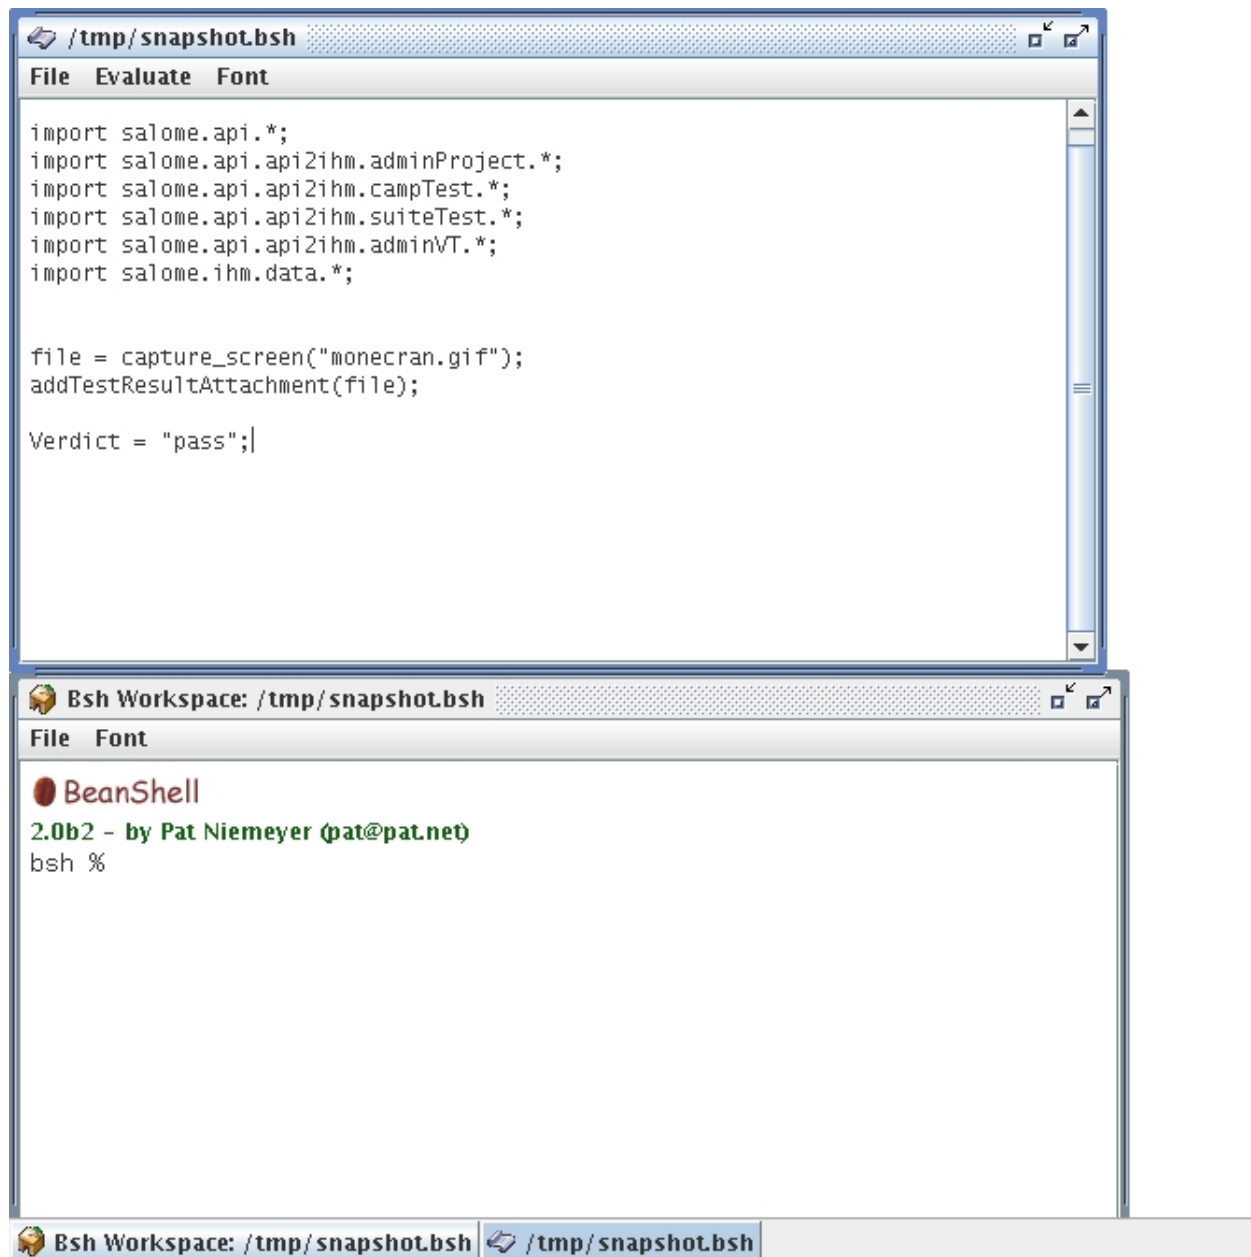 /tmp/snapshot.bsh
File Evaluate Font
import salome.api.*;
import salome.api.api2ihm.adminProject.*;
import salome.api.api2ihm.campTest.*;
import salome.api.api2ihm.suiteTest.*;
import salome.api.api2ihm.adminVT.*;
import salome.ihm.data.*;
file = capture_screen("monecran.gif");
addTestResultAttachment(file);
Verdict = "pass";
Bsh Workspace: /tmp/snapshot.bsh
File Font
BeanShell
2.0b2 - by Pat Niemeyer (pat@pat.net)
bsh %
Bsh Workspace: /tmp/snapshot.bsh /tmp/snapshot.bsh